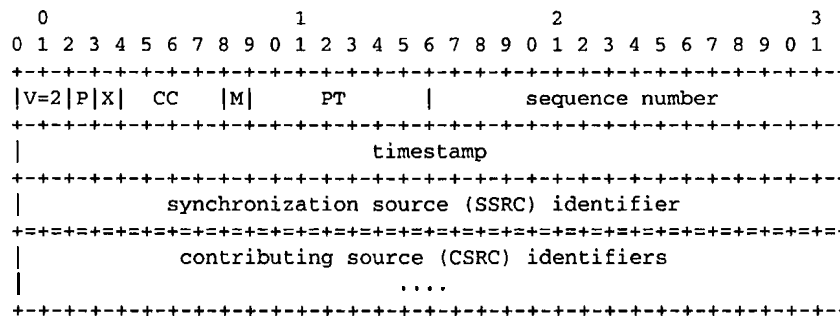 0                   1                   2                   3
0 1 2 3 4 5 6 7 8 9 0 1 2 3 4 5 6 7 8 9 0 1 2 3 4 5 6 7 8 9 0 1
+-+-+-+-+-+-+-+-+-+-+-+-+-+-+-+-+-+-+-+-+-+-+-+-+-+-+-+-+-+-+-+-
|V=2|P|X|  CC   |M|     PT      |       sequence number
+-+-+-+-+-+-+-+-+-+-+-+-+-+-+-+-+-+-+-+-+-+-+-+-+-+-+-+-+-+-+-+-
|                           timestamp
+-+-+-+-+-+-+-+-+-+-+-+-+-+-+-+-+-+-+-+-+-+-+-+-+-+-+-+-+-+-+-+-
|           synchronization source (SSRC) identifier
+=+=+=+=+=+=+=+=+=+=+=+=+=+=+=+=+=+=+=+=+=+=+=+=+=+=+=+=+=+=+=+=
|            contributing source (CSRC) identifiers
|                             ....
+-+-+-+-+-+-+-+-+-+-+-+-+-+-+-+-+-+-+-+-+-+-+-+-+-+-+-+-+-+-+-+-